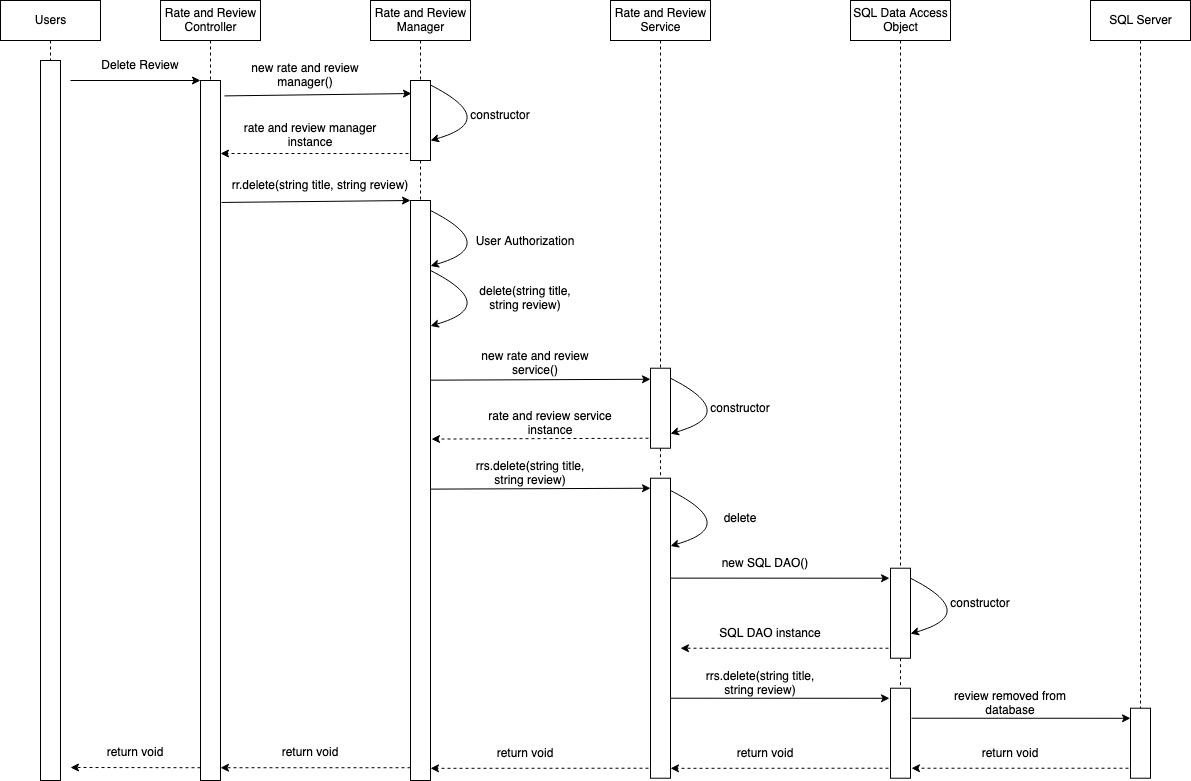 Users
Rate and Review
Controller
Rate and Review
Manager
Rate and Review
Service
SQL Data Access
Object
SQL Server
Delete Review
new rate and review
manager()
constructor
rate and review manager
instance
rr.delete(string title, string review)
User Authorization
delete(string title,
string review)
new rate and review
service()
constructor
rate and review service
instance
rrs.delete(string title,
string review)
delete
new SQL DAO()
constructor
SQL DAO instance
rrs.delete(string title,
string review)
review removed from
database
return void
return void
return void
return void
return void